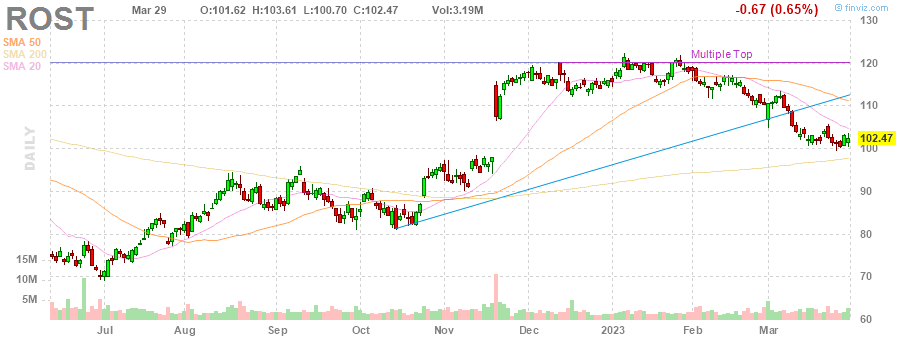 ROST Mar 29 O:101.62 H:103.61 L:100.70 C:102.47 Vol:3.19M -0.67 (0.65%) finviz.com
SMA 50
SMA 200
SMA 20
Multiple Top
DAILY
130
120
110
102.47
100
90
80
70
60
15M
10M
5M
Jul Aug Sep Oct Nov Dec 2023 Feb Mar